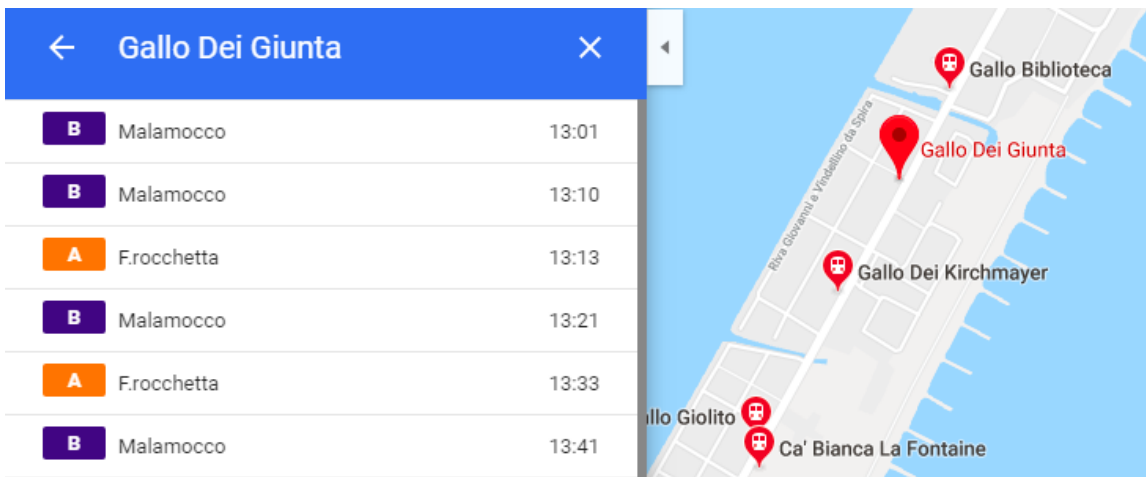 Gallo Dei Giunta
B Malamocco 13:01
B Malamocco 13:10
A F.rocchetta 13:13
B Malamocco 13:21
A F.rocchetta 13:33
B Malamocco 13:41
Gallo Biblioteca
Riva Giovanni a Vindellino da Spira
Gallo Dei Giunta
Gallo Dei Kirchmayer
allo Giolito
Ca' Bianca La Fontaine